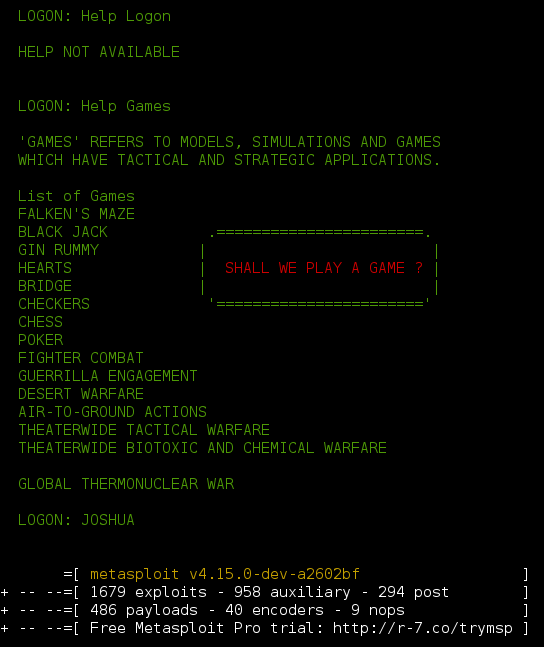 LOGON: Help Logon
HELP NOT AVAILABLE
LOGON: Help Games
'GAMES' REFERS TO MODELS, SIMULATIONS AND GAMES
WHICH HAVE TACTICAL AND STRATEGIC APPLICATIONS.
List of Games
FALKEN'S MAZE
BLACK JACK .=======================.
GIN RUMMY | |
HEARTS | SHALL WE PLAY A GAME ? |
BRIDGE | |
CHECKERS '======================='
CHESS
POKER
FIGHTER COMBAT
GUERRILLA ENGAGEMENT
DESERT WARFARE
AIR-TO-GROUND ACTIONS
THEATERWIDE TACTICAL WARFARE
THEATERWIDE BIOTOXIC AND CHEMICAL WARFARE
GLOBAL THERMONUCLEAR WAR
LOGON: JOSHUA
=[ metasploit v4.15.0-dev-a2602bf ]
+ -- --=[ 1679 exploits - 958 auxiliary - 294 post ]
+ -- --=[ 486 payloads - 40 encoders - 9 nops ]
+ -- --=[ Free Metasploit Pro trial: http://r-7.co/trymsp ]